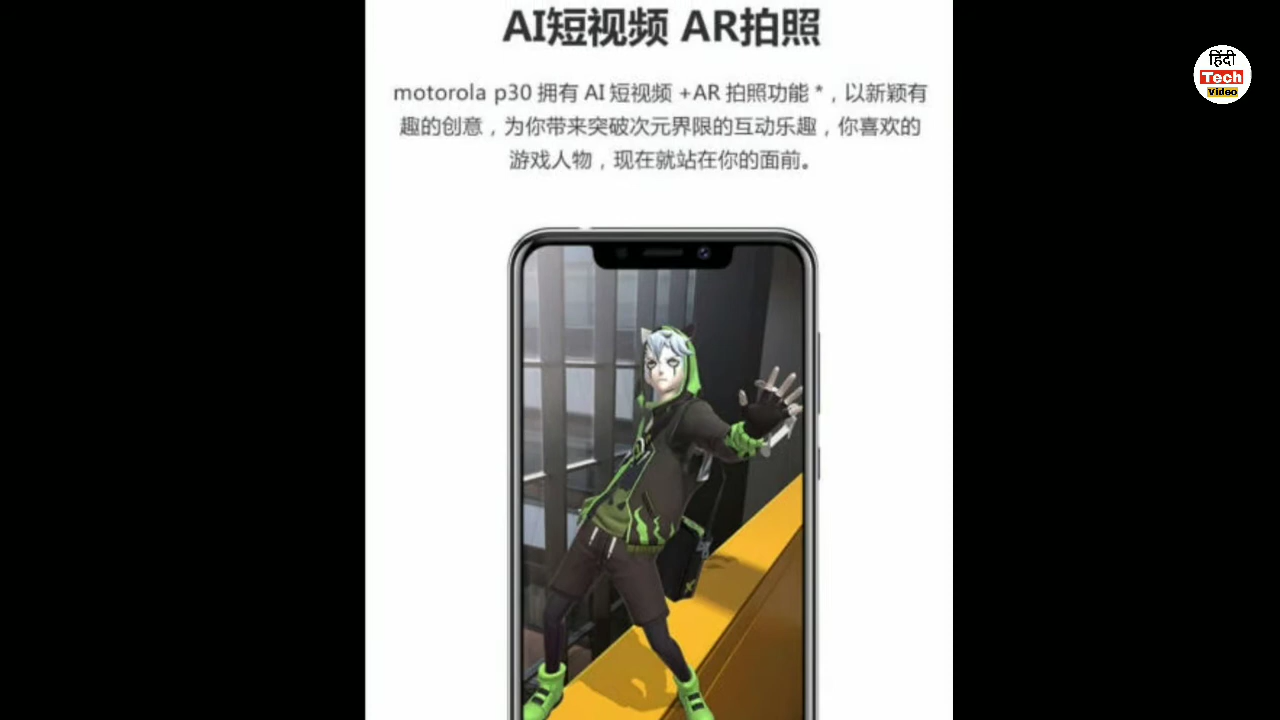 AI短视频 AR拍照
motorola p30 拥有 AI 短视频 +AR 拍照功能 *，以新颖有
趣的创意，为你带来突破次元界限的互动乐趣，你喜欢的
游戏人物，现在就站在你的面前。
हिंदी
Tech
Video